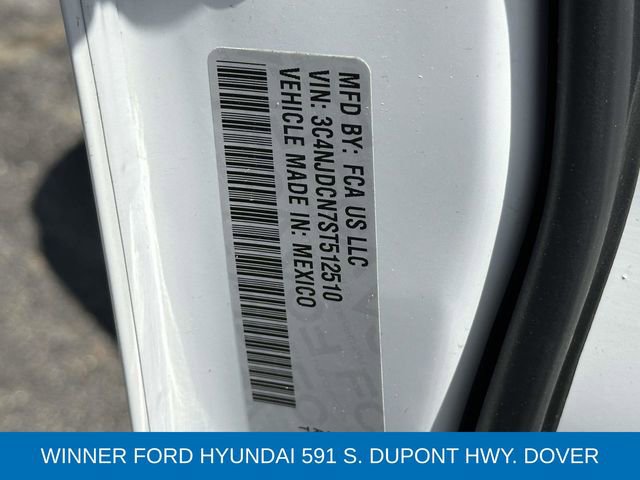 MFD BY: FCA US LLC
VIN: 3C4NJDCN7ST512510
VEHICLE MADE IN: MEXICO
WINNER FORD HYUNDAI 591 S. DUPONT HWY. DOVER